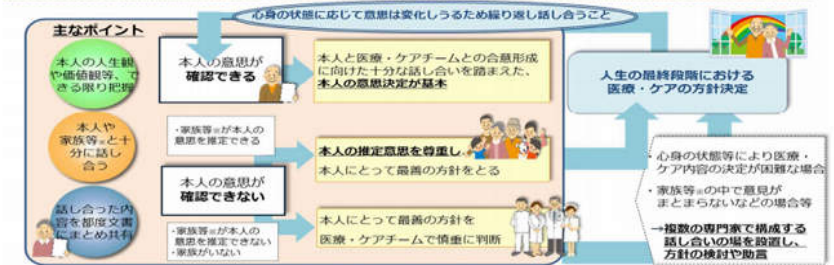 心身の状態に応じて意思は変化しうるため繰り返し話し合うこと
主なポイント
本人の人生観
や価値観等、で
きる限り把握
本人や
家族等※と十
分に話し
合う
話し合った内
容を都度文書
にまとめ共有
本人の意思が
確認できる
・家族等※が本人の
意思を推定できる
本人の意思が
確認できない
・家族等※が本人の
意思を推定できない
・家族がいない
本人と医療・ケアチームとの合意形成
に向けた十分な話し合いを踏まえた、
本人の意思決定が基本
本人の推定意思を尊重し、
本人にとって最善の方針をとる
本人にとって最善の方針を
医療・ケアチームで慎重に判断
人生の最終段階における
医療・ケアの方針決定
・心身の状態等により医療・
ケア内容の決定が困難な場合
・家族等※の中で意見が
まとまらないなどの場合等
→複数の専門家で構成する
話し合いの場を設置し、
方針の検討や助言